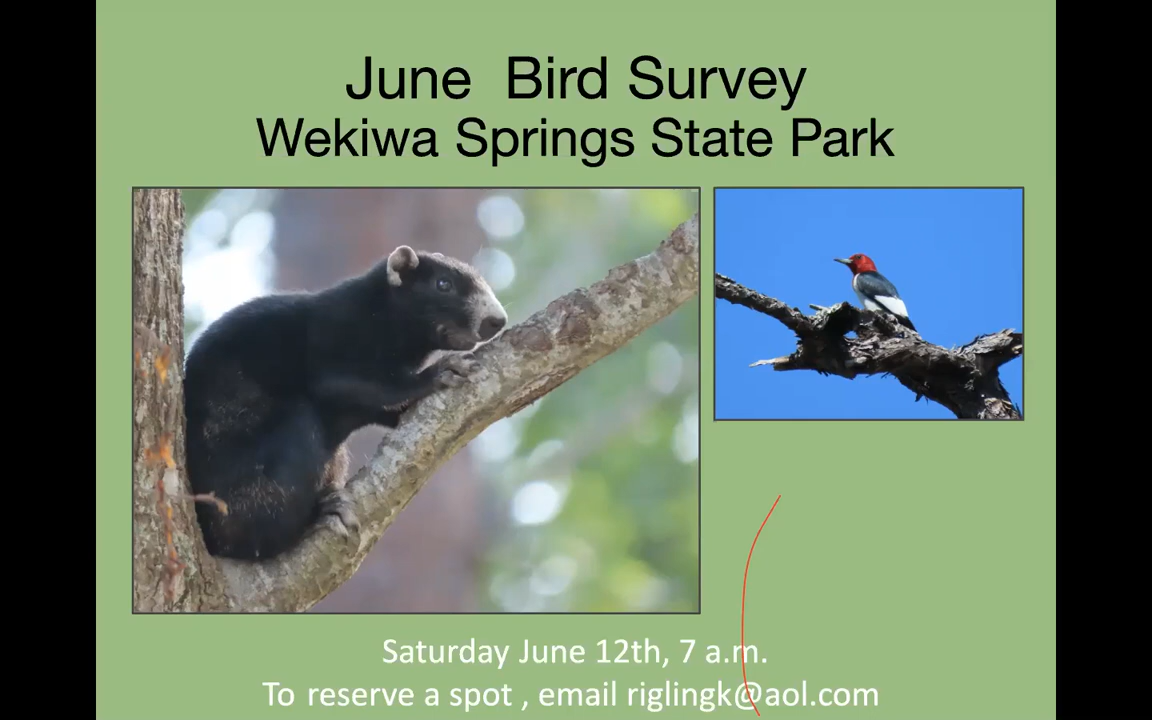 June  Bird Survey
Wekiwa Springs State Park
Saturday June 12th, 7 a.m.
To reserve a spot , email riglingk@aol.com